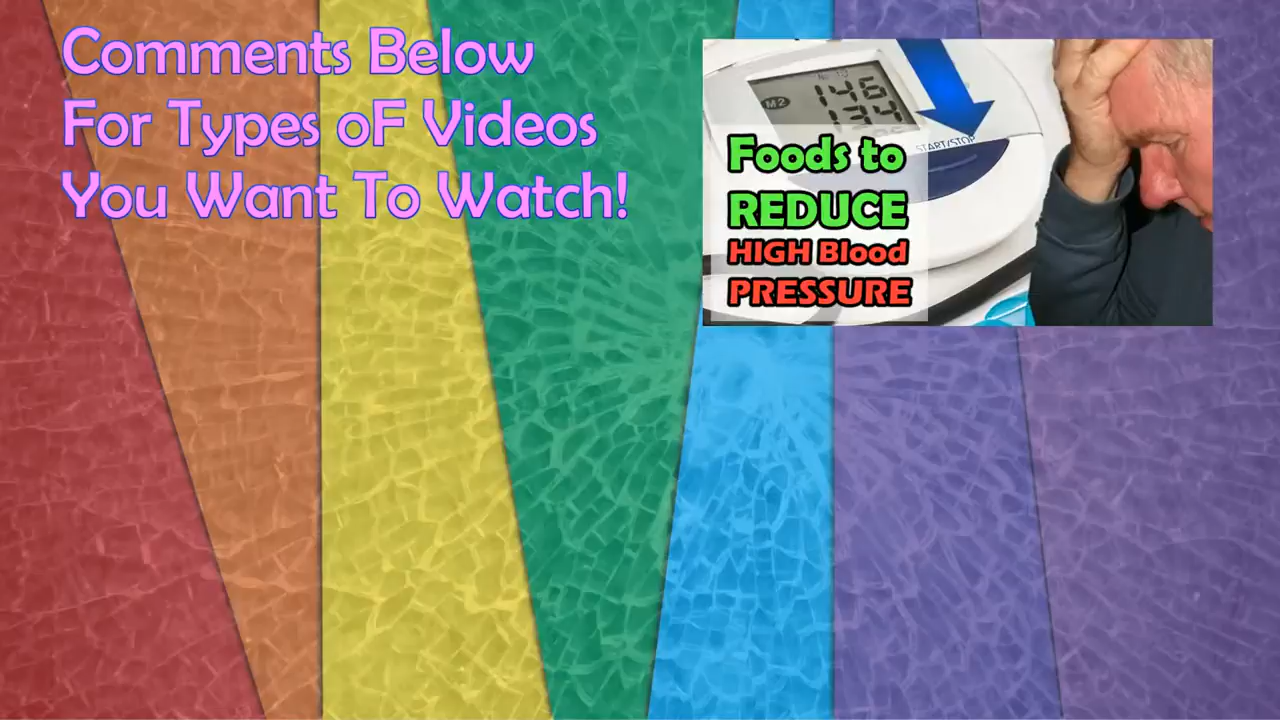 Comments Below
For Types oF Videos
You Want To Watch!
146
M2
134
START/STOP
Foods to
REDUCE
HIGH Blood
PRESSURE